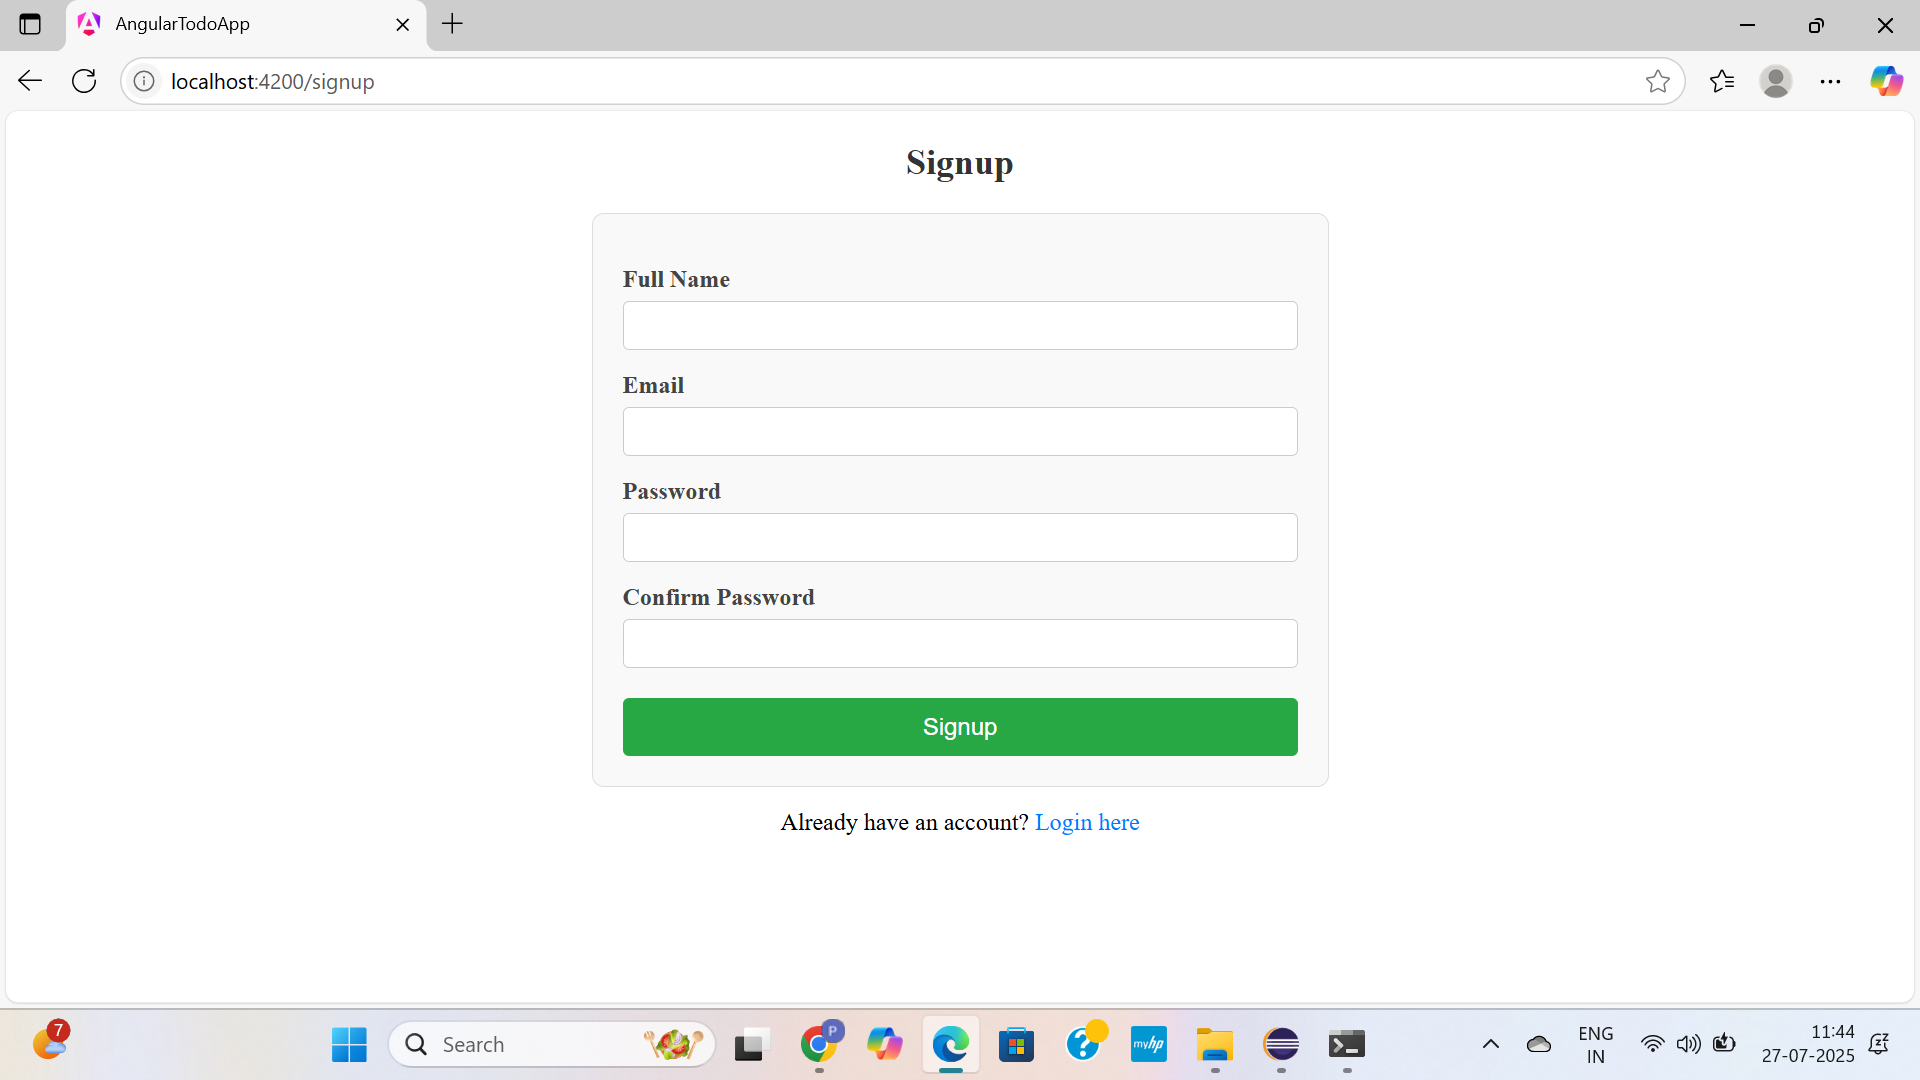 AngularTodoApp
localhost:4200/signup
Signup
Full Name
Email
Password
Confirm Password
Signup
Already have an account? Login here
7
Search
P
?
myhp
ENG
IN
11:44
27-07-2025